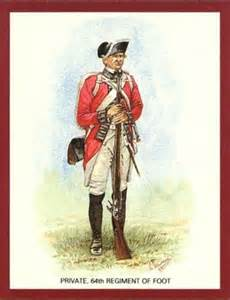 PRIVATE, 64th REGIMENT OF FOOT